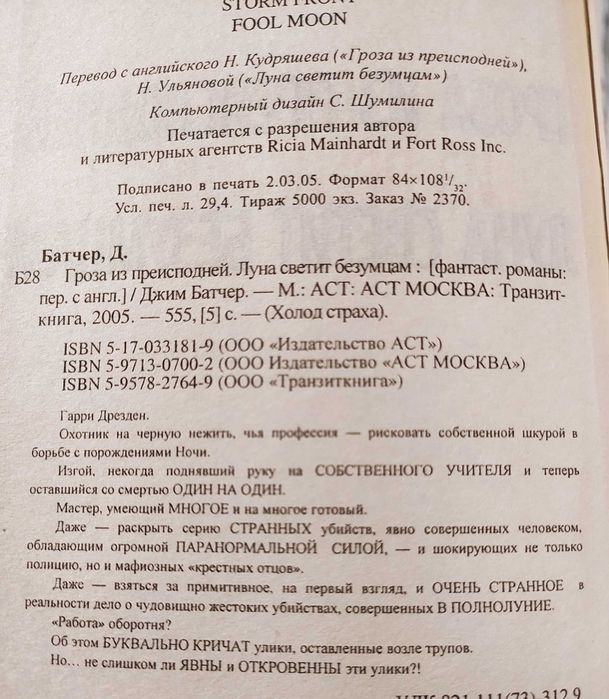 STORM FRONT
FOOL MOON
Перевод с английского Н. Кудряшева («Гроза из преисподней»),
Н. Ульяновой («Луна светит безумцам»)
Компьютерный дизайн С. Шумилина
Печатается с разрешения автора
и литературных агентств Ricia Mainhardt и Fort Ross Inc.
Подписано в печать 2.03.05. Формат 84×108¹/₃₂.
Усл. печ. л. 29,4. Тираж 5000 экз. Заказ № 2370.
Батчер, Д.
Б28 Гроза из преисподней. Луна светит безумцам : [фантаст. романы:
пер. с англ.] / Джим Батчер. — М.: АСТ: АСТ МОСКВА: Транзит-
книга, 2005. — 555, [5] с. — (Холод страха).
ISBN 5-17-033181-9 (ООО «Издательство АСТ»)
ISBN 5-9713-0700-2 (ООО Издательство «АСТ МОСКВА»)
ISBN 5-9578-2764-9 (ООО «Транзиткнига»)
Гарри Дрезден.
Охотник на черную нежить, чья профессия — рисковать собственной шкурой в
борьбе с порождениями Ночи.
Изгой, некогда поднявший руку на СОБСТВЕННОГО УЧИТЕЛЯ и теперь
оставшийся со смертью ОДИН НА ОДИН.
Мастер, умеющий МНОГОЕ и на многое готовый.
Даже — раскрыть серию СТРАННЫХ убийств, явно совершенных человеком,
обладающим огромной ПАРАНОРМАЛЬНОЙ СИЛОЙ, — и шокирующих не только
полицию, но и мафиозных «крестных отцов».
Даже — взяться за примитивное, на первый взгляд, и ОЧЕНЬ СТРАННОЕ в
реальности дело о чудовищно жестоких убийствах, совершенных В ПОЛНОЛУНИЕ.
«Работа» оборотня?
Об этом БУКВАЛЬНО КРИЧАТ улики, оставленные возле трупов.
Но... не слишком ли ЯВНЫ и ОТКРОВЕННЫ эти улики?!
УДК 821.111(73)-312.9